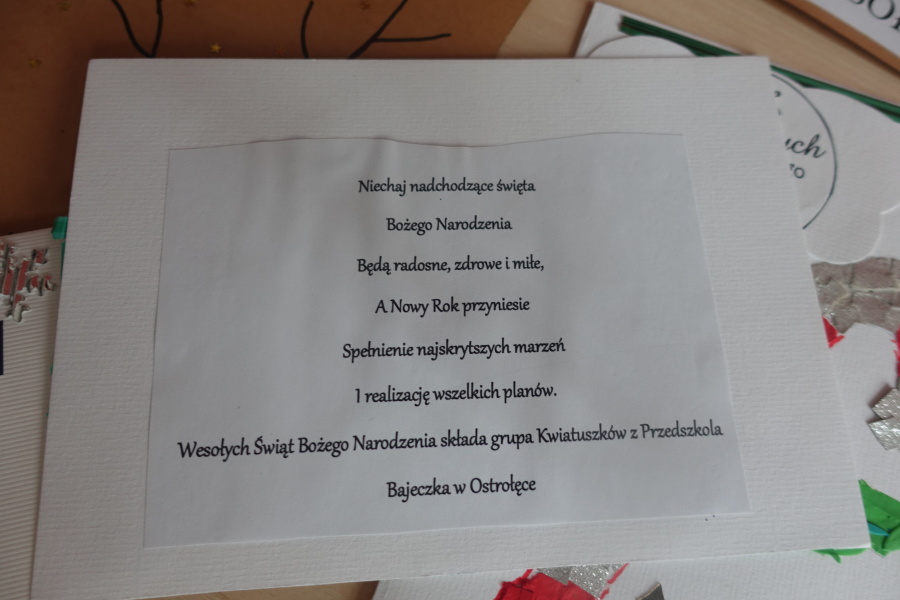 Niechaj nadchodzące święta
Bożego Narodzenia
Będą radosne, zdrowe i miłe,
A Nowy Rok przyniesie
Spełnienie najskrytszych marzeń
I realizację wszelkich planów.
Wesołych Świąt Bożego Narodzenia składa grupa Kwiatuszków z Przedszkola
Bajeczka w Ostrołęce